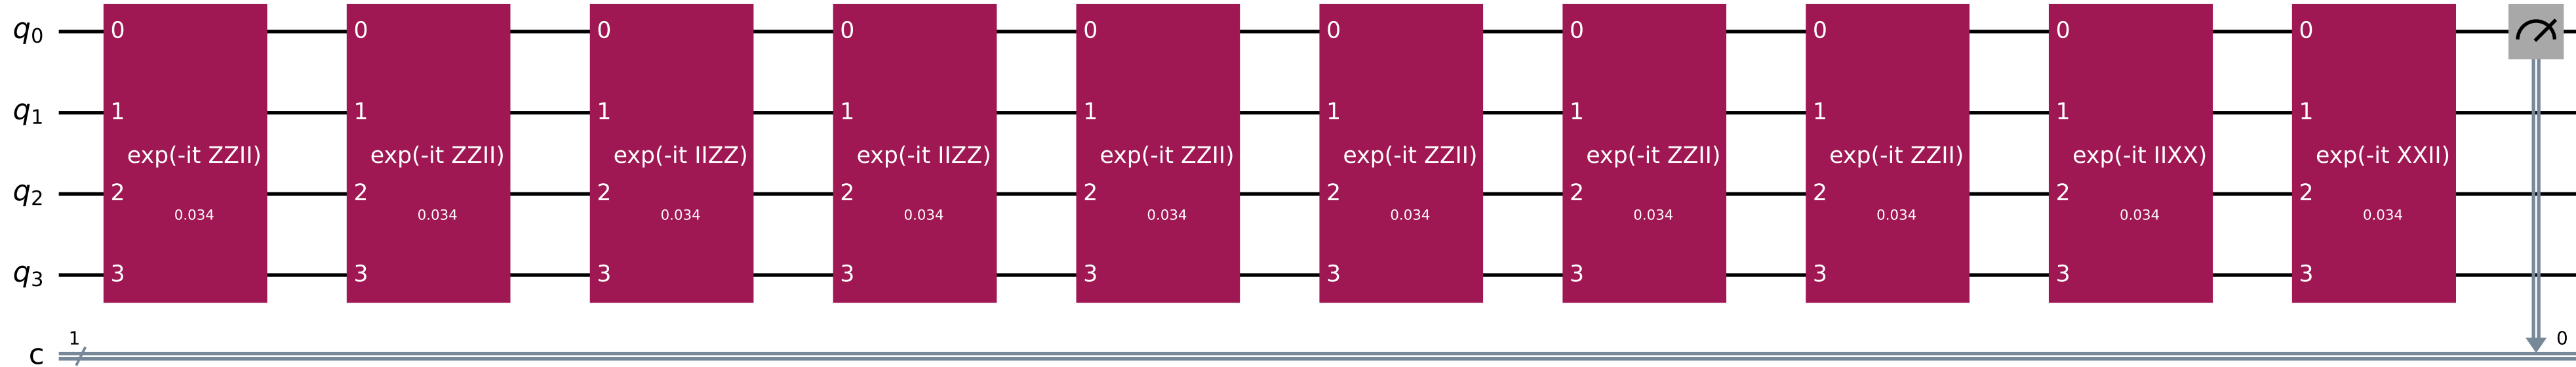 q0 0 0 0 0 0 0 0 0 0 0
q1 1 1 1 1 1 1 1 1 1 1
exp(-it ZZII) exp(-it ZZII) exp(-it IIZZ) exp(-it IIZZ) exp(-it ZZII) exp(-it ZZII) exp(-it ZZII) exp(-it ZZII) exp(-it IIXX) exp(-it XXII)
q2 2 2 2 2 2 2 2 2 2 2
0.034 0.034 0.034 0.034 0.034 0.034 0.034 0.034 0.034 0.034
q3 3 3 3 3 3 3 3 3 3 3
1 0
c